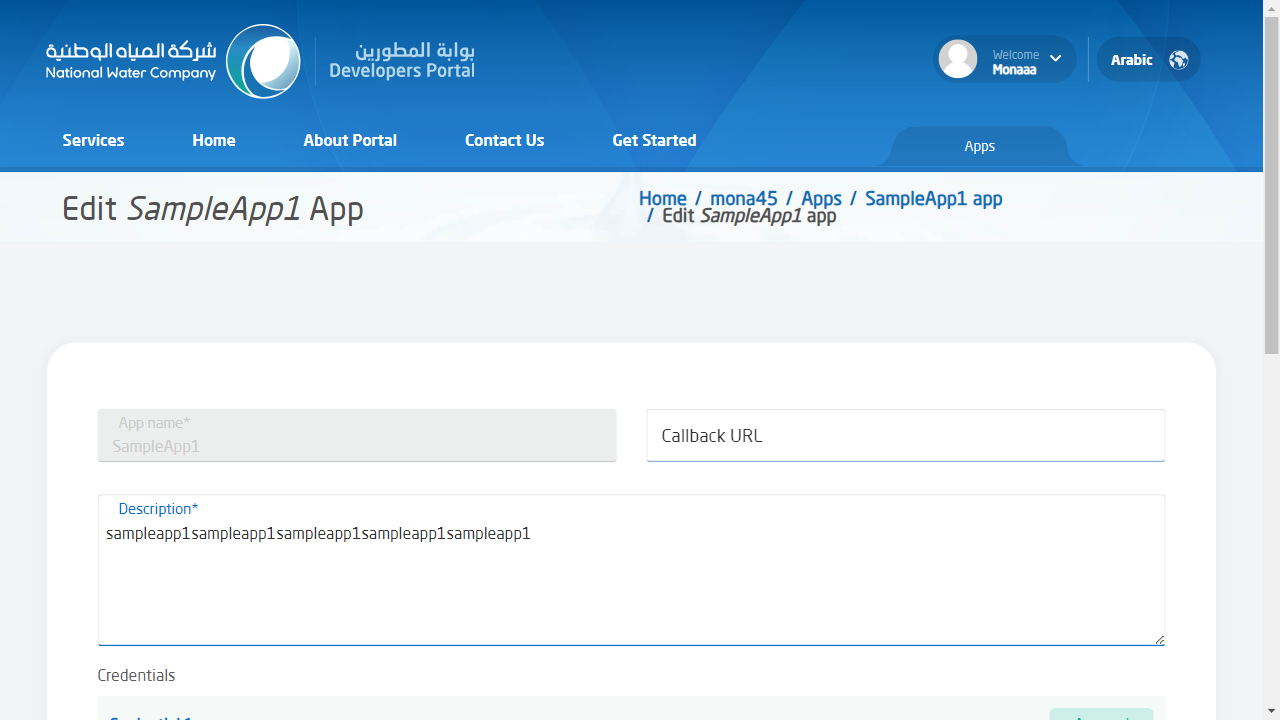 شركة المياه الوطنية
National Water Company
بوابة المطورين
Developers Portal
Welcome
Monaaa
Arabic
Services
Home
About Portal
Contact Us
Get Started
Apps
Edit SampleApp1 App
Home / mona45 / Apps / SampleApp1 app
/ Edit SampleApp1 app
App name*
SampleApp1
Callback URL
Description*
sampleapp1sampleapp1sampleapp1sampleapp1sampleapp1
Credentials